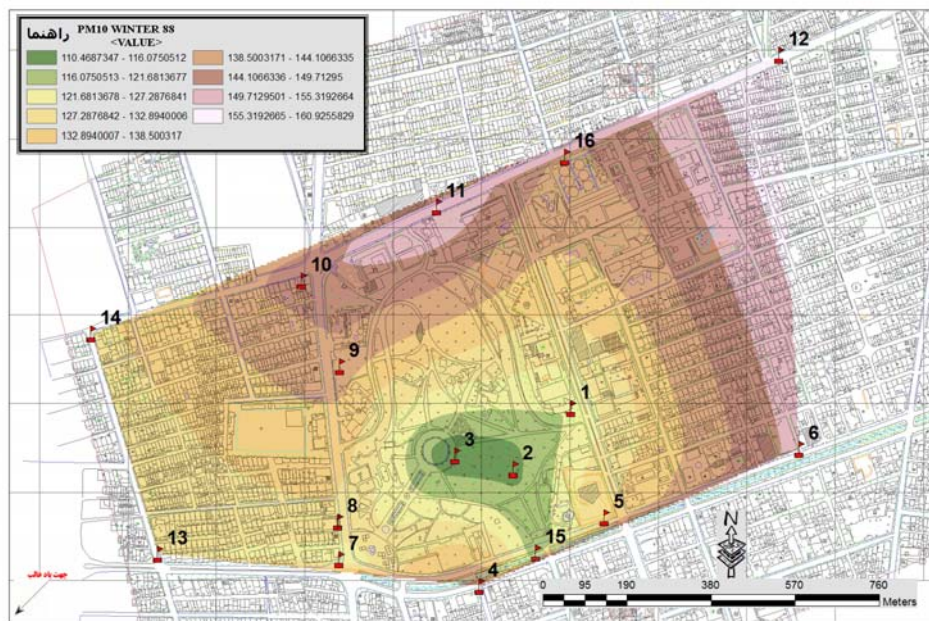 راهنما PM10 WINTER 88
<VALUE>
110.4687347 - 116.0750512
116.0750513 - 121.6813677
121.6813678 - 127.2876841
127.2876842 - 132.8940006
132.8940007 - 138.500317
138.5003171 - 144.1066335
144.1066336 - 149.71295
149.7129501 - 155.3192664
155.3192665 - 160.9255829
12
16
11
10
14
9
1
3
2
6
5
8
15
13
7
4
جهت باد غالب
N
0 95 190 380 570 760
Meters